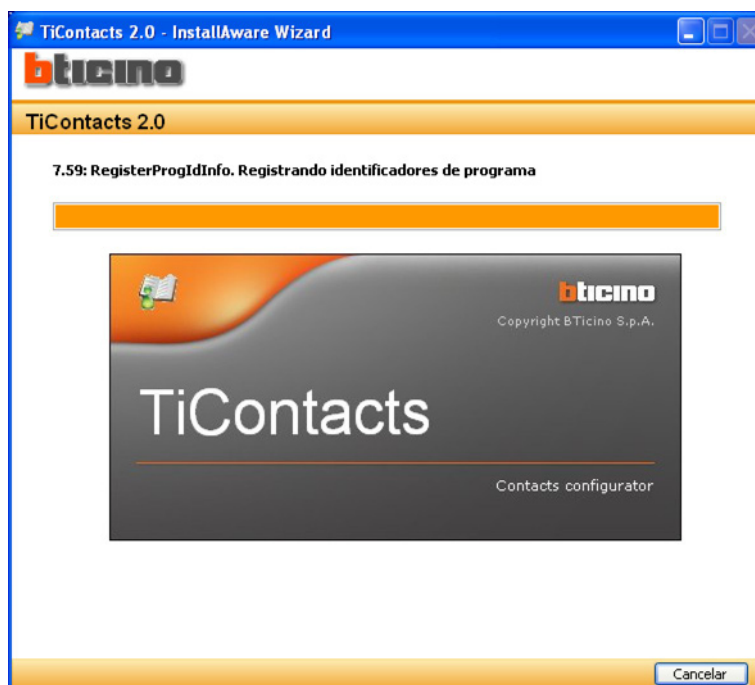 TiContacts 2.0 - InstallAware Wizard
bticino
TiContacts 2.0
7.59: RegisterProgIdInfo. Registrando identificadores de programa
bticino
Copyright BTicino S.p.A.
TiContacts
Contacts configurator
Cancelar